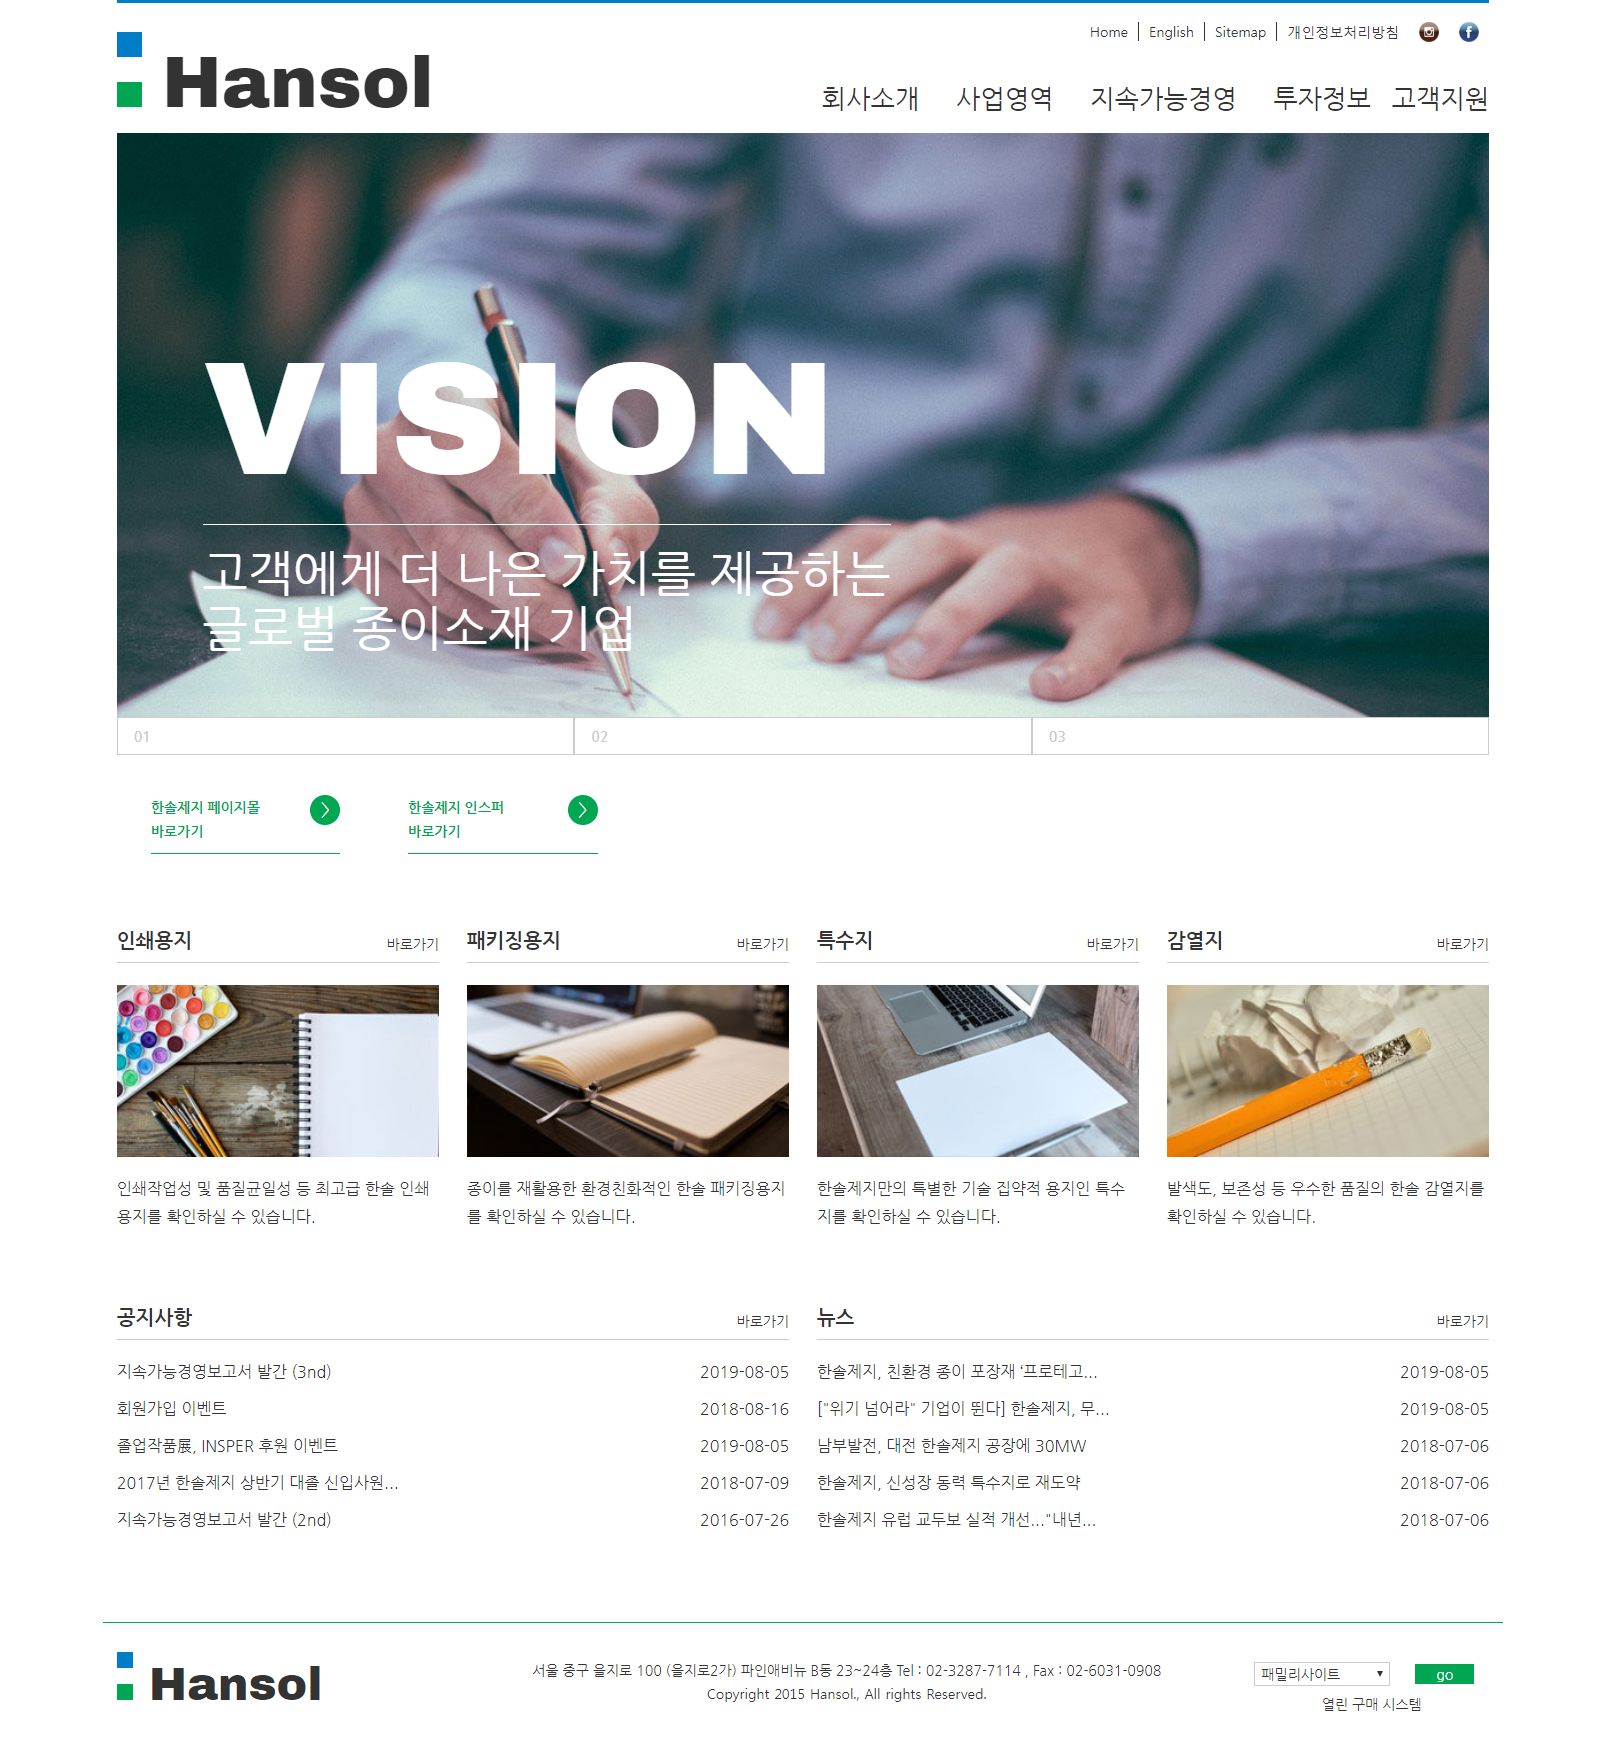 Home English Sitemap 개인정보처리방침
Hansol
회사소개 사업영역 지속가능경영 투자정보 고객지원
VISION
고객에게 더 나은 가치를 제공하는
글로벌 종이소재 기업
01 02 03
한솔제지 페이지몰
바로가기
한솔제지 인스퍼
바로가기
인쇄용지 바로가기
인쇄작업성 및 품질균일성 등 최고급 한솔 인쇄
용지를 확인하실 수 있습니다.
패키징용지 바로가기
종이를 재활용한 환경친화적인 한솔 패키징용지
를 확인하실 수 있습니다.
특수지 바로가기
한솔제지만의 특별한 기술 집약적 용지인 특수
지를 확인하실 수 있습니다.
감열지 바로가기
발색도, 보존성 등 우수한 품질의 한솔 감열지를
확인하실 수 있습니다.
공지사항 바로가기
지속가능경영보고서 발간 (3nd) 2019-08-05
회원가입 이벤트 2018-08-16
졸업작품展, INSPER 후원 이벤트 2019-08-05
2017년 한솔제지 상반기 대졸 신입사원... 2018-07-09
지속가능경영보고서 발간 (2nd) 2016-07-26
뉴스 바로가기
한솔제지, 친환경 종이 포장재 '프로테고... 2019-08-05
["위기 넘어라" 기업이 뛴다] 한솔제지, 무... 2019-08-05
남부발전, 대전 한솔제지 공장에 30MW 2018-07-06
한솔제지, 신성장 동력 특수지로 재도약 2018-07-06
한솔제지 유럽 교두보 실적 개선..."내년... 2018-07-06
Hansol
서울 중구 을지로 100 (을지로2가) 파인애비뉴 B동 23~24층 Tel : 02-3287-7114 , Fax : 02-6031-0908
Copyright 2015 Hansol., All rights Reserved.
패밀리사이트 go
열린 구매 시스템